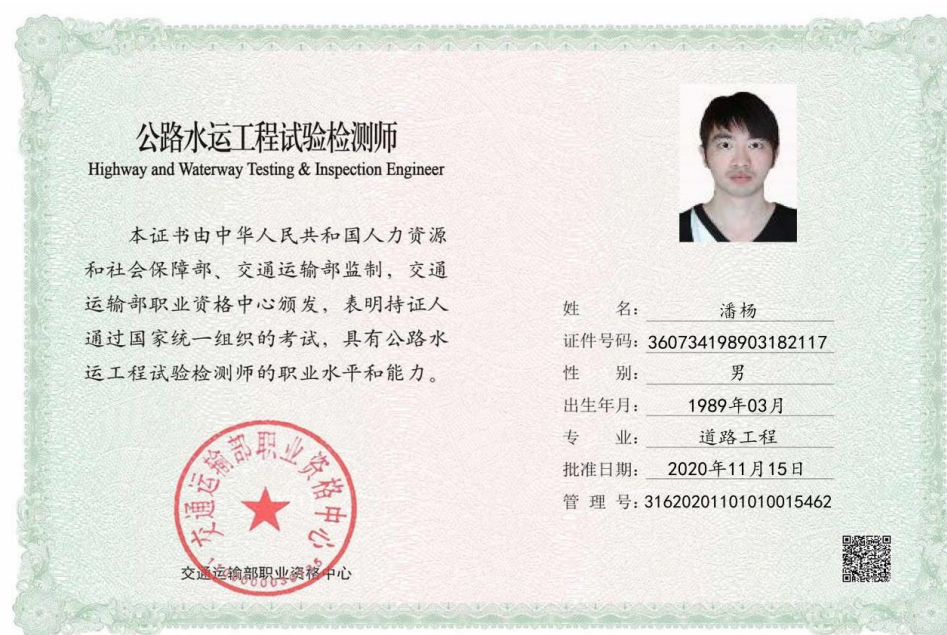 公路水运工程试验检测师
Highway and Waterway Testing & Inspection Engineer
本证书由中华人民共和国人力资源
和社会保障部、交通运输部监制，交通
运输部职业资格中心颁发，表明持证人
通过国家统一组织的考试，具有公路水
运工程试验检测师的职业水平和能力。
交通运输部职业资格中心
交通运输部职业资格中心
姓 名： 潘杨
证件号码：360734198903182117
性 别： 男
出生年月： 1989年03月
专 业： 道路工程
批准日期： 2020年11月15日
管 理 号：31620201101010015462